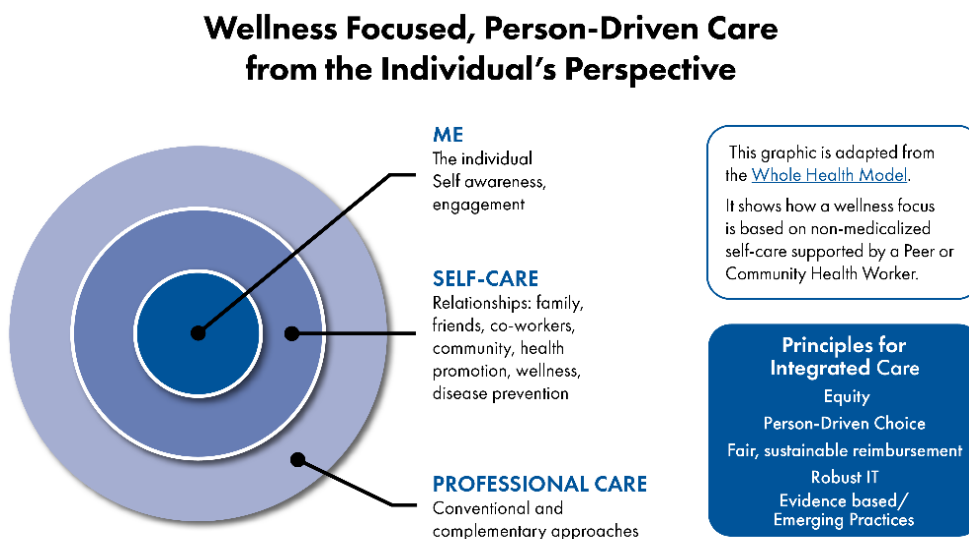 Wellness Focused, Person-Driven Care
from the Individual's Perspective
ME
The individual
Self awareness,
engagement
SELF-CARE
Relationships: family,
friends, co-workers,
community, health
promotion, wellness,
disease prevention
PROFESSIONAL CARE
Conventional and
complementary approaches
This graphic is adapted from
the Whole Health Model.
It shows how a wellness focus
is based on non-medicalized
self-care supported by a Peer or
Community Health Worker.
Principles for
Integrated Care
Equity
Person-Driven Choice
Fair, sustainable reimbursement
Robust IT
Evidence based/
Emerging Practices